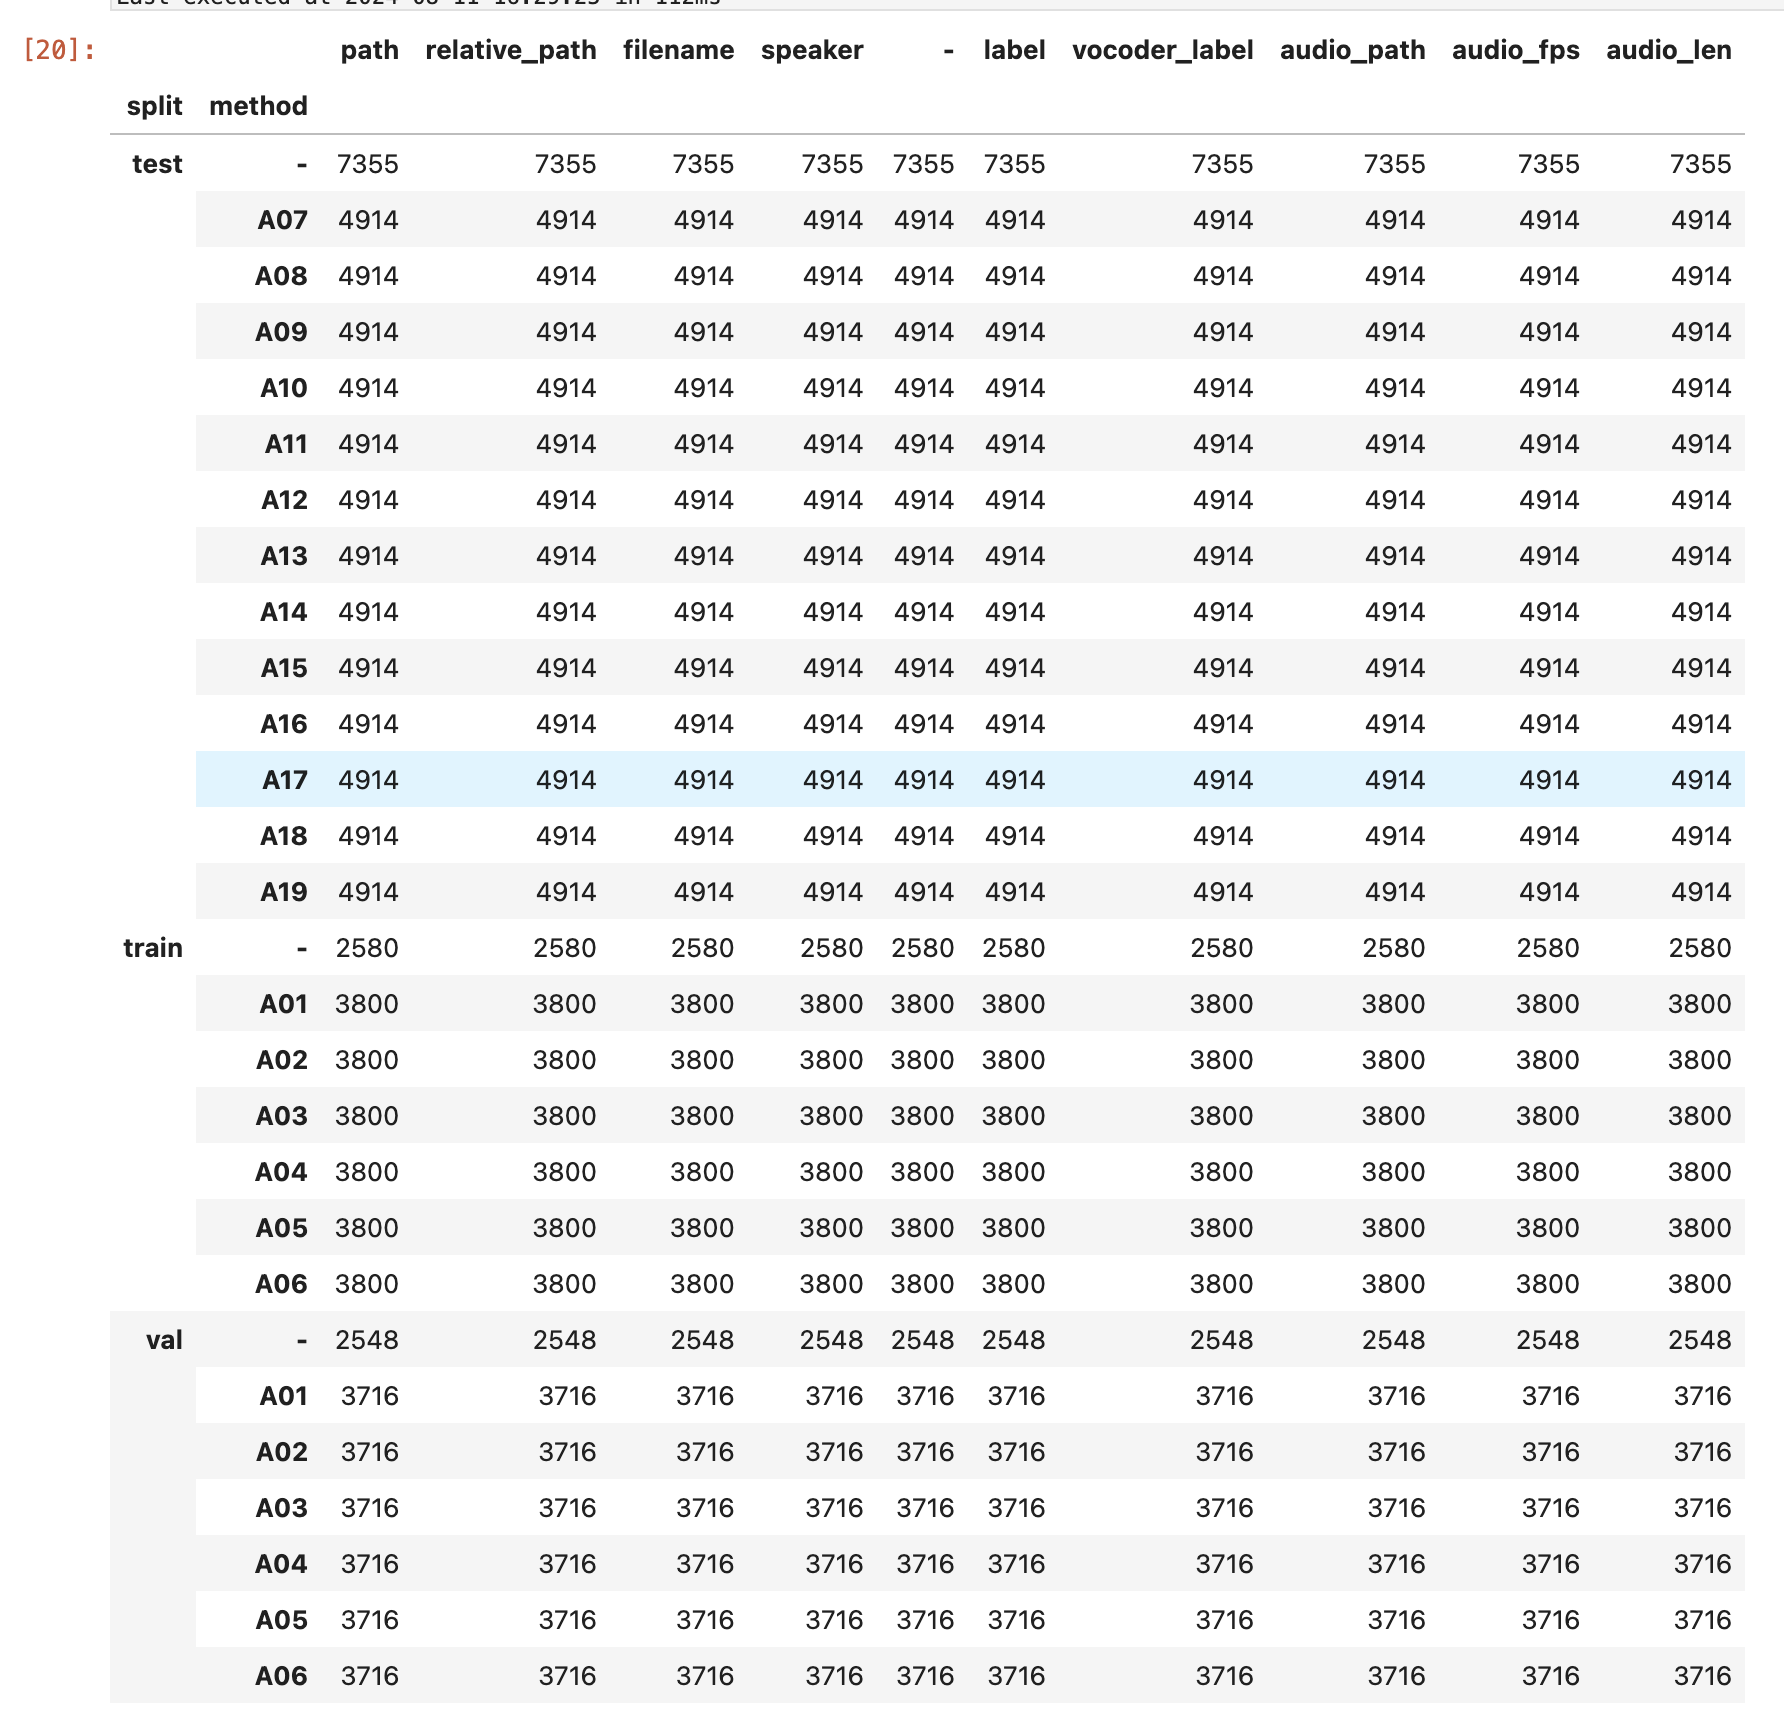 [20]: path relative_path filename speaker - label vocoder_label audio_path audio_fps audio_len
split method
test - 7355 7355 7355 7355 7355 7355 7355 7355 7355 7355
A07 4914 4914 4914 4914 4914 4914 4914 4914 4914 4914
A08 4914 4914 4914 4914 4914 4914 4914 4914 4914 4914
A09 4914 4914 4914 4914 4914 4914 4914 4914 4914 4914
A10 4914 4914 4914 4914 4914 4914 4914 4914 4914 4914
A11 4914 4914 4914 4914 4914 4914 4914 4914 4914 4914
A12 4914 4914 4914 4914 4914 4914 4914 4914 4914 4914
A13 4914 4914 4914 4914 4914 4914 4914 4914 4914 4914
A14 4914 4914 4914 4914 4914 4914 4914 4914 4914 4914
A15 4914 4914 4914 4914 4914 4914 4914 4914 4914 4914
A16 4914 4914 4914 4914 4914 4914 4914 4914 4914 4914
A17 4914 4914 4914 4914 4914 4914 4914 4914 4914 4914
A18 4914 4914 4914 4914 4914 4914 4914 4914 4914 4914
A19 4914 4914 4914 4914 4914 4914 4914 4914 4914 4914
train - 2580 2580 2580 2580 2580 2580 2580 2580 2580 2580
A01 3800 3800 3800 3800 3800 3800 3800 3800 3800 3800
A02 3800 3800 3800 3800 3800 3800 3800 3800 3800 3800
A03 3800 3800 3800 3800 3800 3800 3800 3800 3800 3800
A04 3800 3800 3800 3800 3800 3800 3800 3800 3800 3800
A05 3800 3800 3800 3800 3800 3800 3800 3800 3800 3800
A06 3800 3800 3800 3800 3800 3800 3800 3800 3800 3800
val - 2548 2548 2548 2548 2548 2548 2548 2548 2548 2548
A01 3716 3716 3716 3716 3716 3716 3716 3716 3716 3716
A02 3716 3716 3716 3716 3716 3716 3716 3716 3716 3716
A03 3716 3716 3716 3716 3716 3716 3716 3716 3716 3716
A04 3716 3716 3716 3716 3716 3716 3716 3716 3716 3716
A05 3716 3716 3716 3716 3716 3716 3716 3716 3716 3716
A06 3716 3716 3716 3716 3716 3716 3716 3716 3716 3716